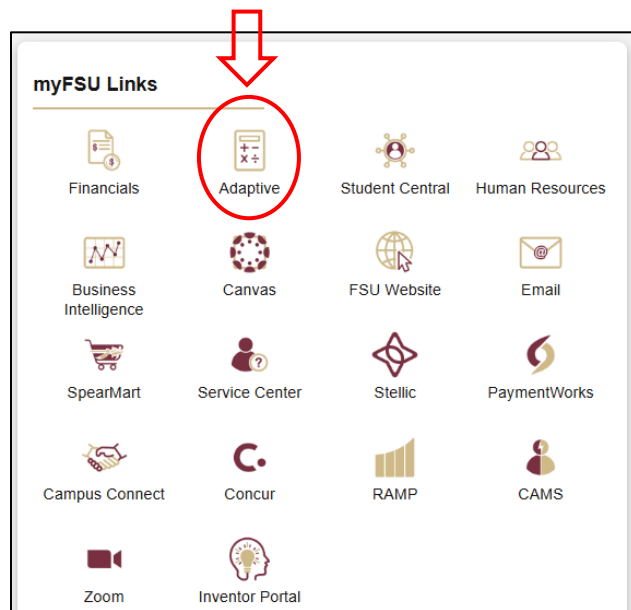 myFSU Links
Financials
Adaptive
Student Central
Human Resources
Business
Intelligence
Canvas
FSU Website
Email
SpearMart
Service Center
Stellic
PaymentWorks
Campus Connect
Concur
RAMP
CAMS
Zoom
Inventor Portal